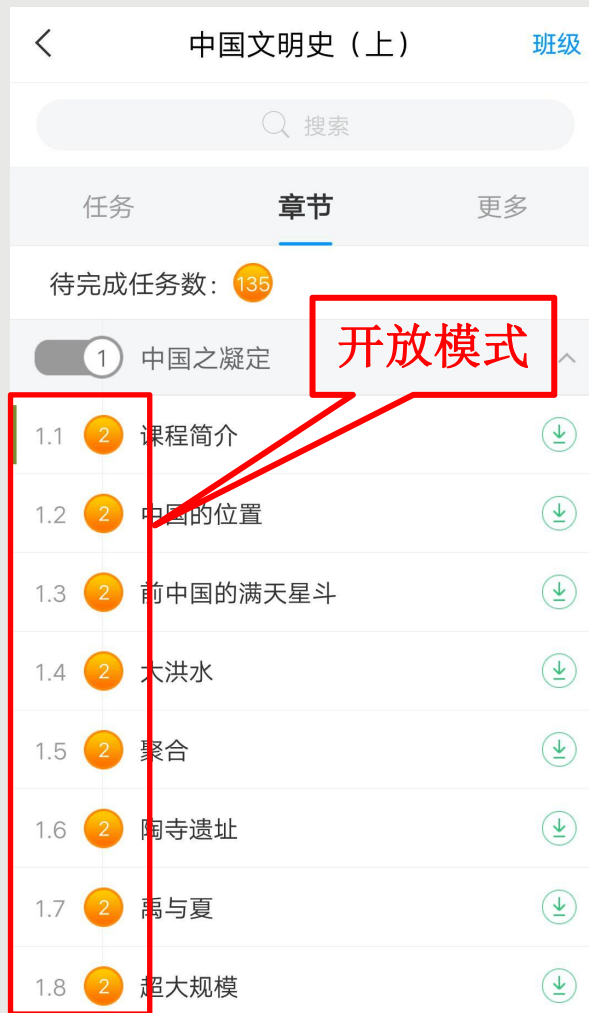 中国文明史（上） 班级
搜索
任务 章节 更多
待完成任务数： 135
1 中国之凝定
开放模式
1.1 2 课程简介
1.2 2 中国的位置
1.3 2 前中国的满天星斗
1.4 2 大洪水
1.5 2 聚合
1.6 2 陶寺遗址
1.7 2 禹与夏
1.8 2 超大规模